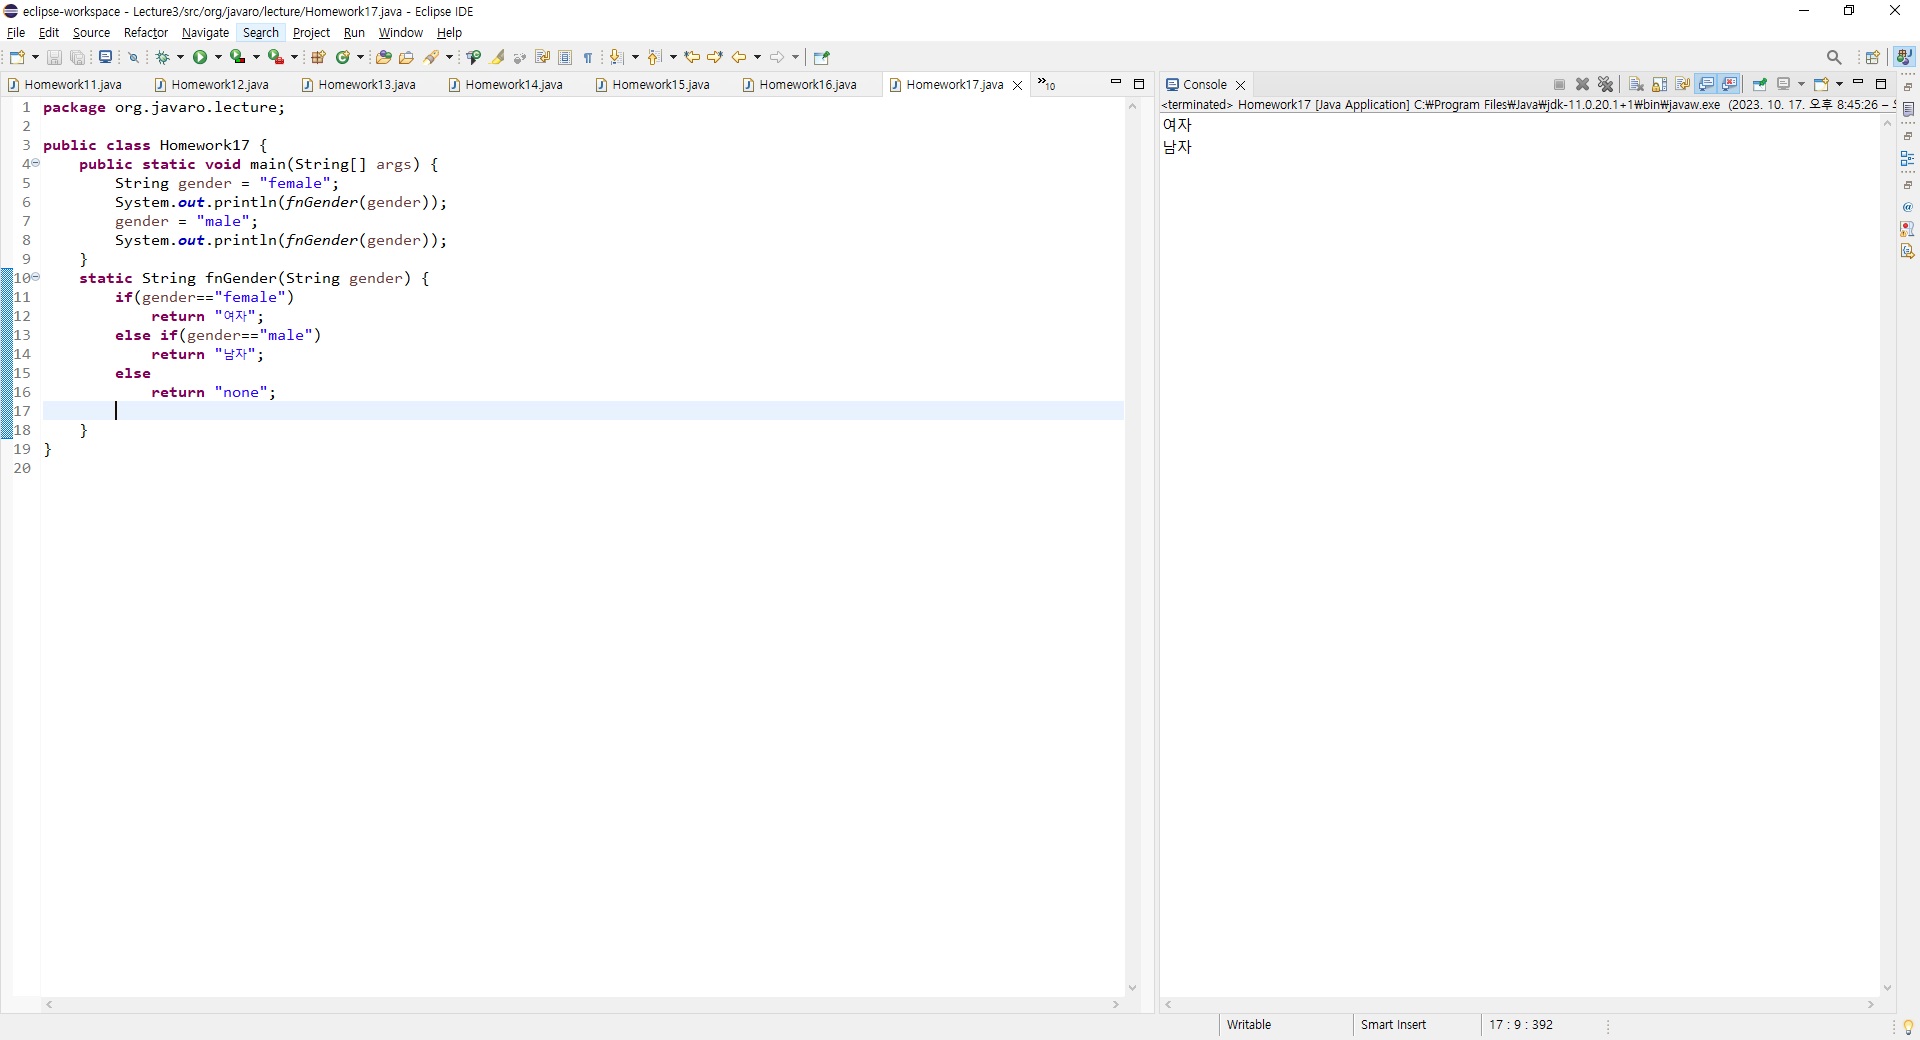 eclipse-workspace - Lecture3/src/org/javaro/lecture/Homework17.java - Eclipse IDE
File Edit Source Refactor Navigate Search Project Run Window Help
Homework11.java Homework12.java Homework13.java Homework14.java Homework15.java Homework16.java Homework17.java »10
1 package org.javaro.lecture;
2
3 public class Homework17 {
4 public static void main(String[] args) {
5 String gender = "female";
6 System.out.println(fnGender(gender));
7 gender = "male";
8 System.out.println(fnGender(gender));
9 }
10 static String fnGender(String gender) {
11 if(gender=="female")
12 return "여자";
13 else if(gender=="male")
14 return "남자";
15 else
16 return "none";
17
18 }
19 }
20
Console
<terminated> Homework17 [Java Application] C:₩Program Files₩Java₩jdk-11.0.20.1+1₩bin₩javaw.exe (2023. 10. 17. 오후 8:45:26 –
여자
남자
Writable Smart Insert 17 : 9 : 392